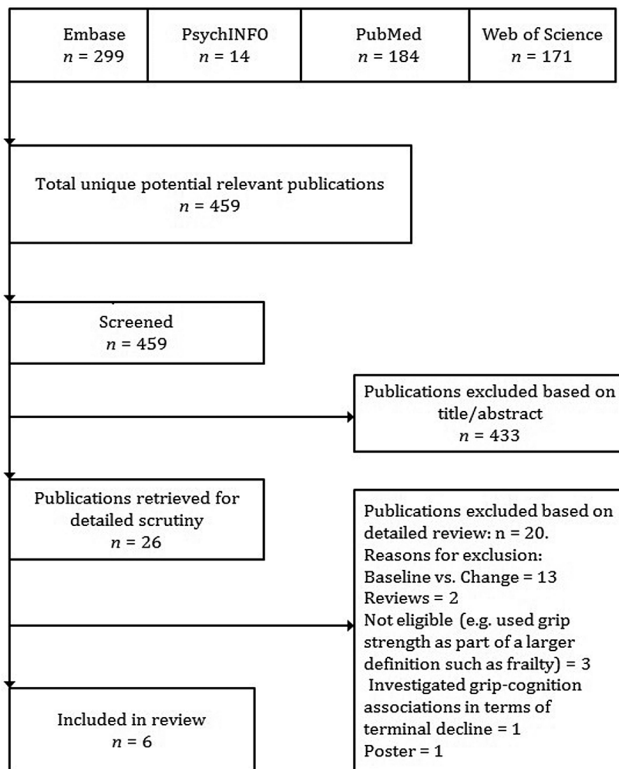 Embase
n = 299
PsychINFO
n = 14
PubMed
n = 184
Web of Science
n = 171
Total unique potential relevant publications
n = 459
Screened
n = 459
Publications excluded based on
title/abstract
n = 433
Publications retrieved for
detailed scrutiny
n = 26
Publications excluded based on
detailed review: n = 20.
Reasons for exclusion:
Baseline vs. Change = 13
Reviews = 2
Not eligible (e.g. used grip
strength as part of a larger
definition such as frailty) = 3
Investigated grip-cognition
associations in terms of
terminal decline = 1
Poster = 1
Included in review
n = 6